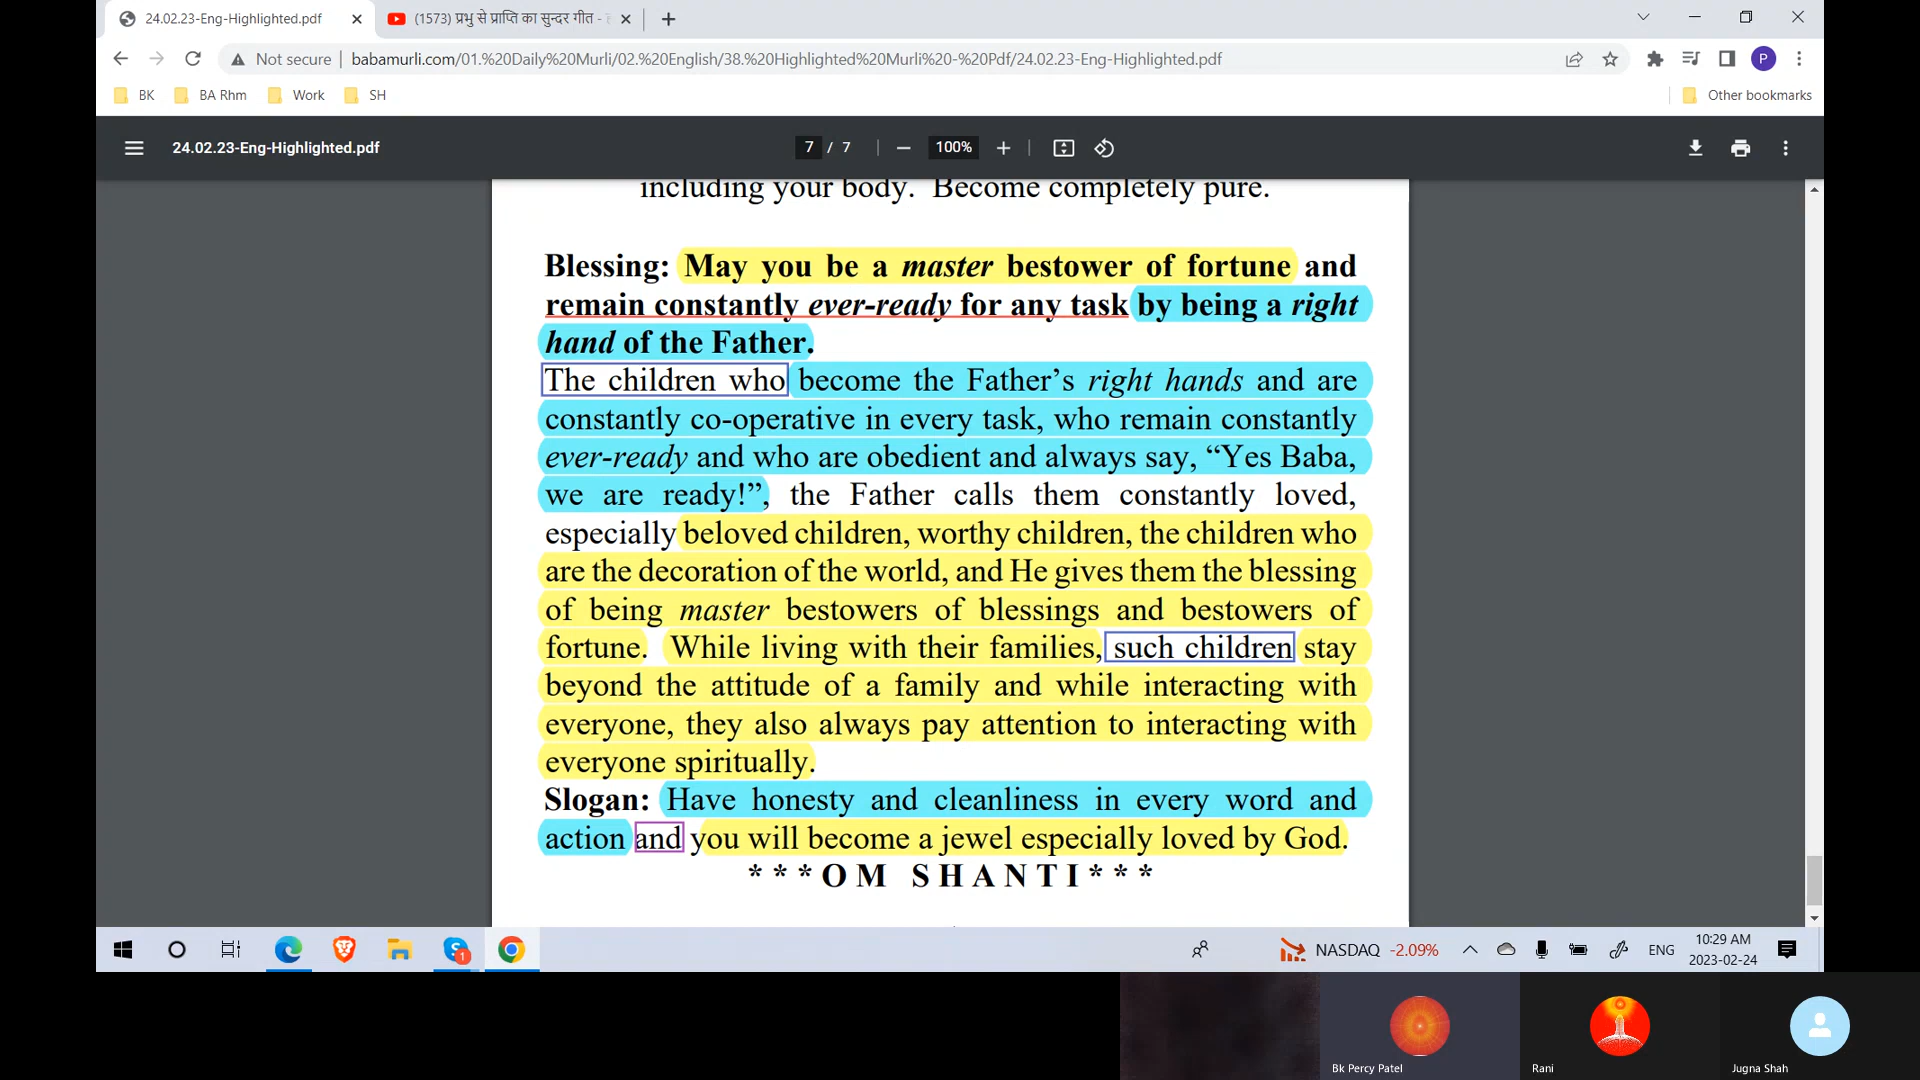 24.02.23-Eng-Highlighted.pdf
(1573) प्रभु से प्राप्ति का सुन्दर गीत -
Not secure | babamurli.com/01.%20Daily%20Murli/02.%20English/38.%20Highlighted%20Murli%20-%20Pdf/24.02.23-Eng-Highlighted.pdf
P
BK BA Rhm Work SH Other bookmarks
24.02.23-Eng-Highlighted.pdf 7 / 7 100%
including your body. Become completely pure.
Blessing: May you be a master bestower of fortune and
remain constantly ever-ready for any task by being a right
hand of the Father.
The children who become the Father’s right hands and are
constantly co-operative in every task, who remain constantly
ever-ready and who are obedient and always say, “Yes Baba,
we are ready!”, the Father calls them constantly loved,
especially beloved children, worthy children, the children who
are the decoration of the world, and He gives them the blessing
of being master bestowers of blessings and bestowers of
fortune. While living with their families, such children stay
beyond the attitude of a family and while interacting with
everyone, they also always pay attention to interacting with
everyone spiritually.
Slogan: Have honesty and cleanliness in every word and
action and you will become a jewel especially loved by God.
* * * O M S H A N T I * * *
1
NASDAQ -2.09%
ENG
10:29 AM
2023-02-24
Bk Percy Patel
Rani
Jugna Shah